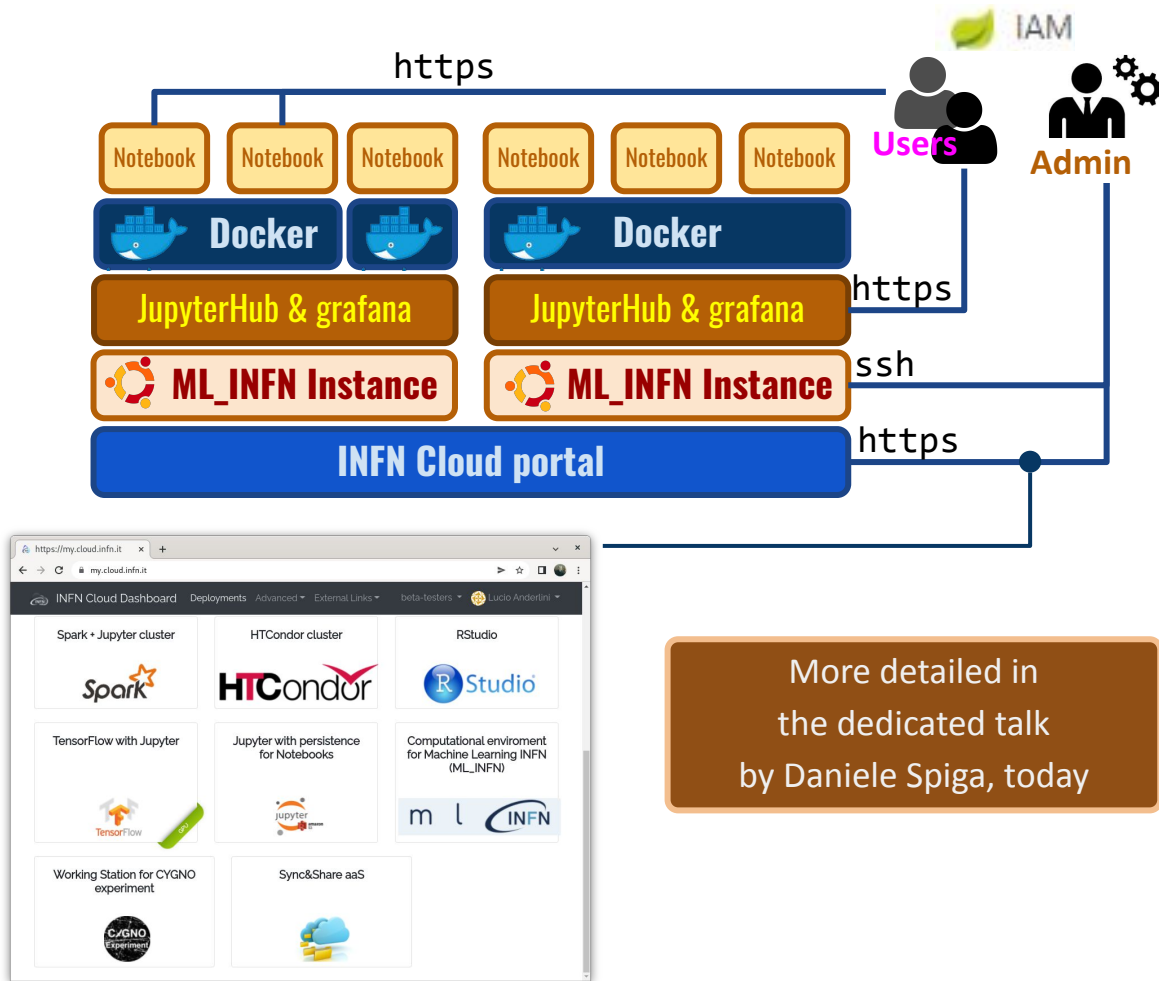 IAM
https
Notebook
Notebook
Notebook
Notebook
Notebook
Notebook
Users
Admin
Docker
Docker
JupyterHub & grafana
JupyterHub & grafana
https
ML_INFN Instance
ML_INFN Instance
ssh
INFN Cloud portal
https
https://my.cloud.infn.it x +
my.cloud.infn.it
INFN Cloud Dashboard Deployments Advanced External Links beta-testers Lucio Anderlini
Spark + Jupyter cluster
HTCondor cluster
RStudio
Spark
HTCondor
R Studio
TensorFlow with Jupyter
Jupyter with persistence
for Notebooks
Computational enviroment
for Machine Learning INFN
(ML_INFN)
TensorFlow
GPU
jupyter
amazon
m l INFN
Working Station for CYGNO
experiment
Sync&Share aaS
CYGNO
Experiment
More detailed in
the dedicated talk
by Daniele Spiga, today